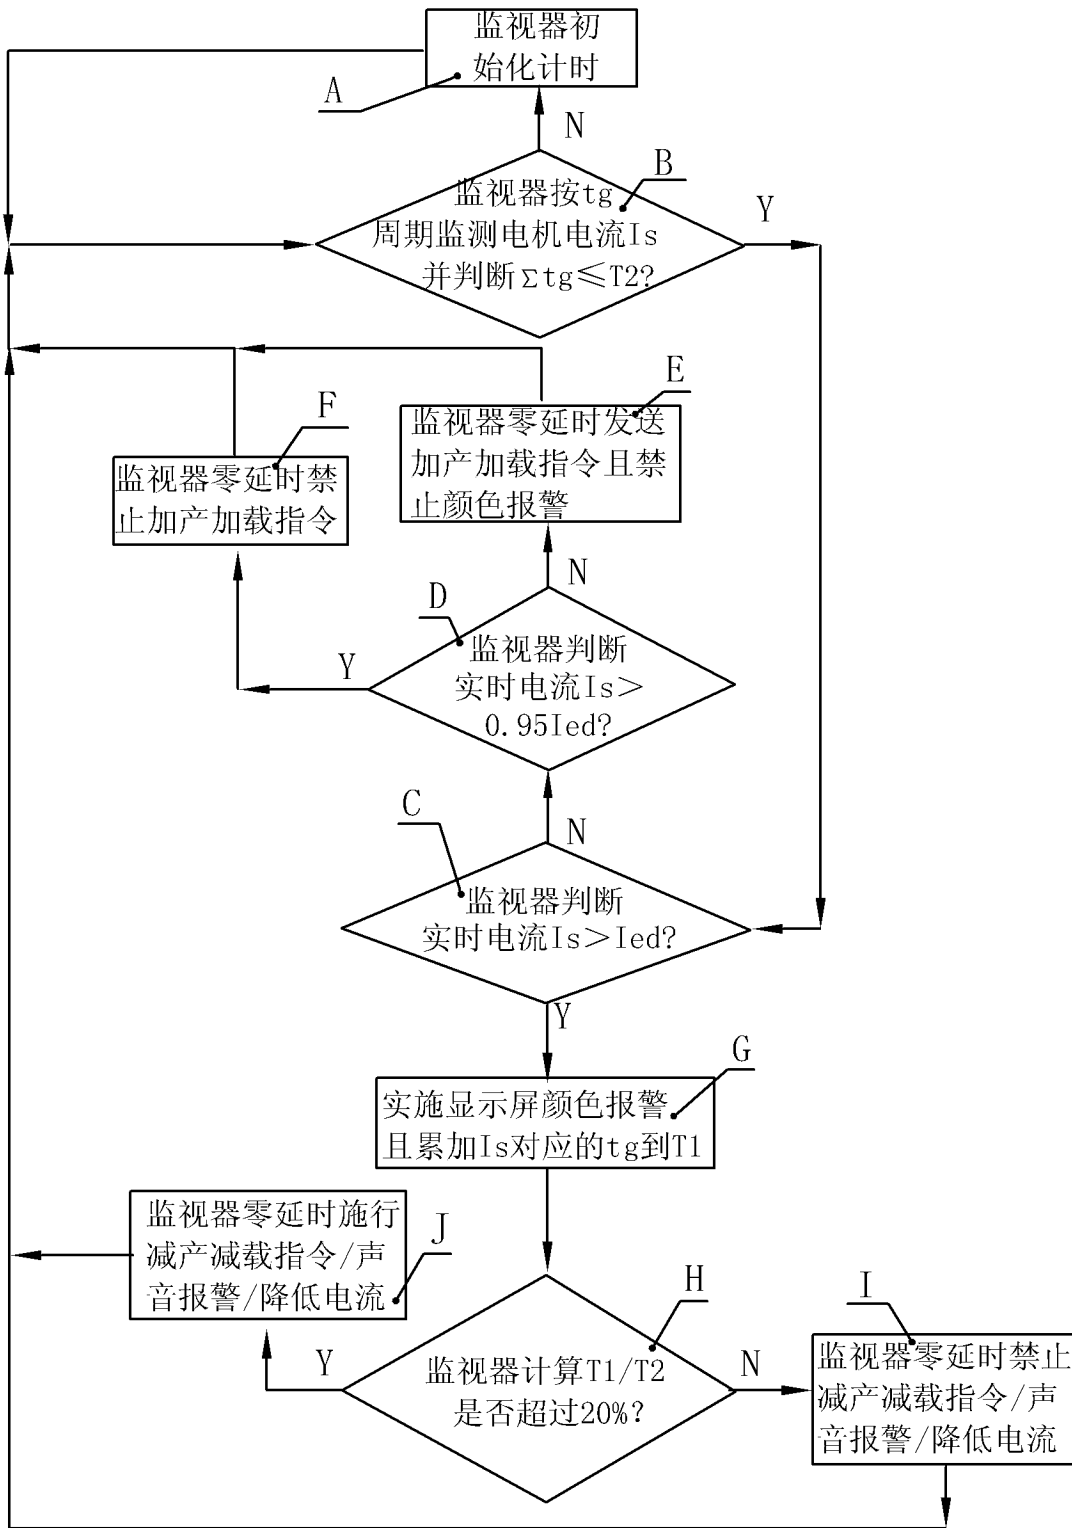 监视器初
始化计时
A
N
B
监视器按tg
周期监测电机电流Is
并判断Σtg≤T2?
Y
E
监视器零延时发送
加产加载指令且禁
止颜色报警
F
监视器零延时禁
止加产加载指令
N
D
监视器判断
实时电流Is>
0.95Ied?
Y
C
N
监视器判断
实时电流Is>Ied?
Y
G
实施显示屏颜色报警
且累加Is对应的tg到T1
监视器零延时施行
减产减载指令/声
音报警/降低电流
J
H
监视器计算T1/T2
是否超过20%?
Y
N
I
监视器零延时禁止
减产减载指令/声
音报警/降低电流